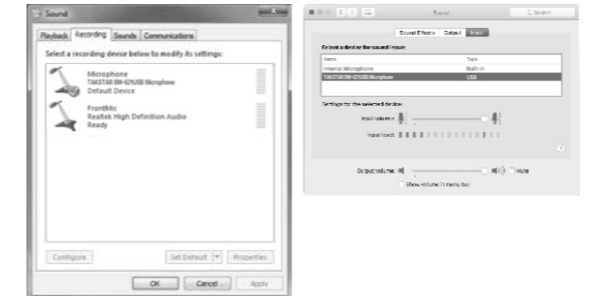 Sound
Playback Recording Sounds Communications
Select a recording device below to modify its settings:
Microphone
TAKSTAR SM-621USB Microphone
Default Device
FrontMic
Realtek High Definition Audio
Ready
Configure Set Default Properties
OK Cancel Apply
Sound
Search
Sound Effects Output Input
Select a device for sound input:
Name Type
Internal Microphone Built-in
TAKSTAR Microphone USB
Settings for the selected device:
Input volume:
Input level:
?
Output volume: Mute
Show volume in menu bar